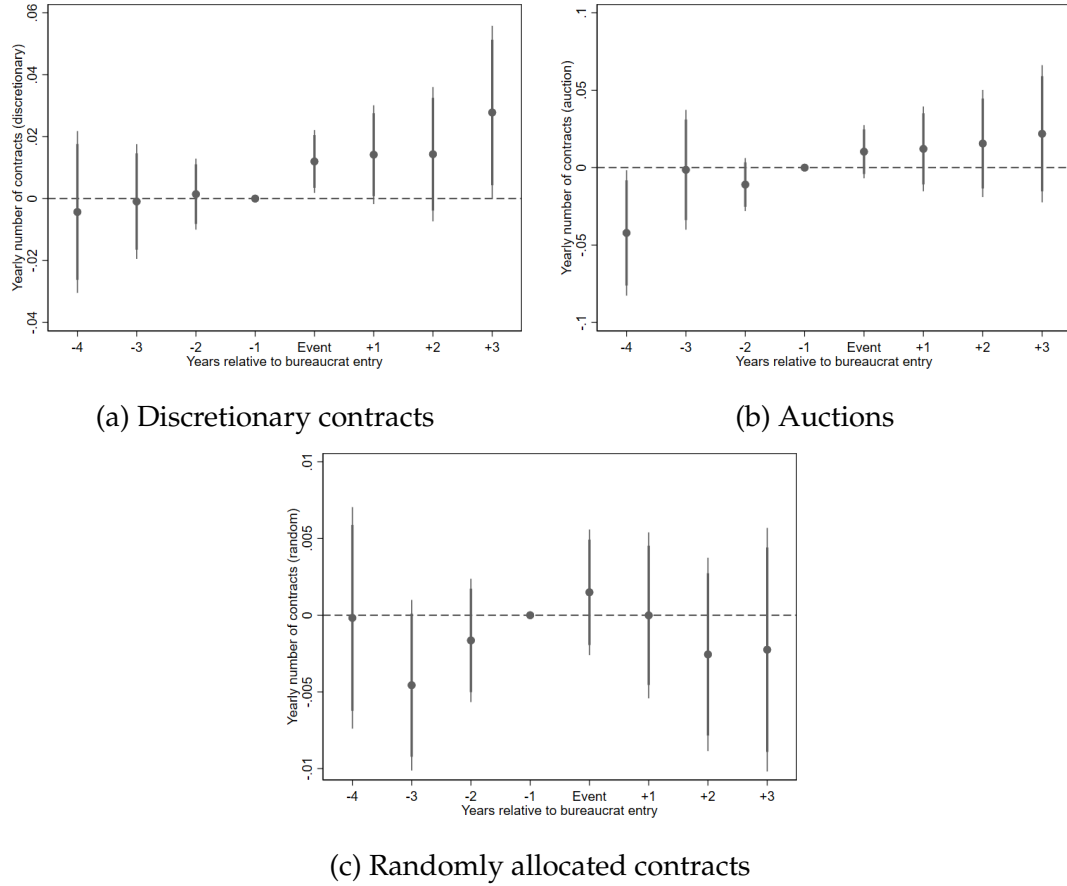 Yearly number of contracts (discretionary)
.06
.04
.02
0
-.02
-.04
-4 -3 -2 -1 Event +1 +2 +3
Years relative to bureaucrat entry
(a) Discretionary contracts
Yearly number of contracts (auction)
.1
.05
0
-.05
-.1
-4 -3 -2 -1 Event +1 +2 +3
Years relative to bureaucrat entry
(b) Auctions
Yearly number of contracts (random)
.01
.005
0
-.005
-.01
-4 -3 -2 -1 Event +1 +2 +3
Years relative to bureaucrat entry
(c) Randomly allocated contracts